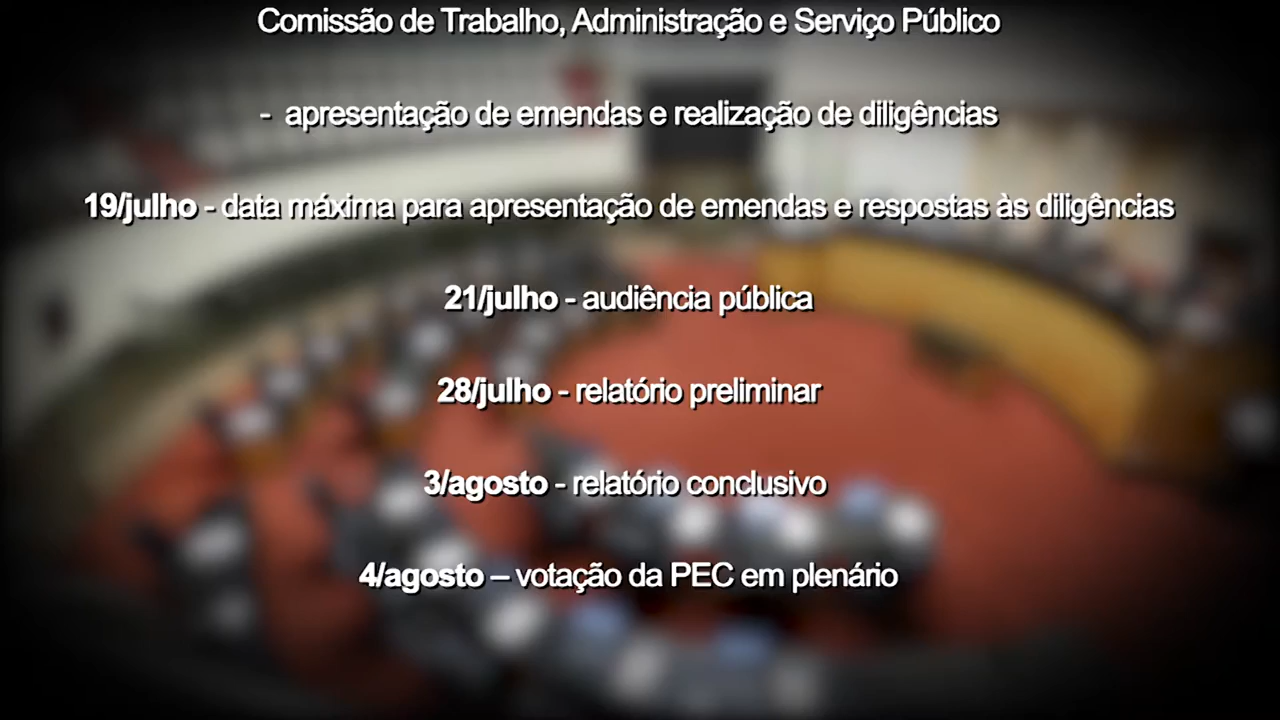 Comissão de Trabalho, Administração e Serviço Público
- apresentação de emendas e realização de diligências
19/julho - data máxima para apresentação de emendas e respostas às diligências
21/julho - audiência pública
28/julho - relatório preliminar
3/agosto - relatório conclusivo
4/agosto – votação da PEC em plenário